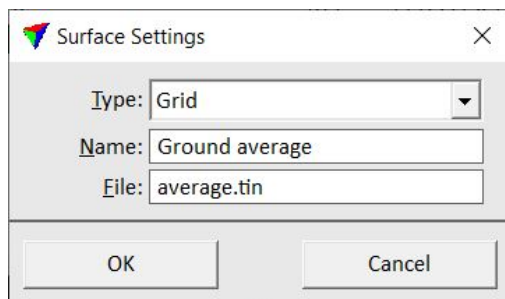 Surface Settings
Type: Grid
Name: Ground average
File: average.tin
OK Cancel